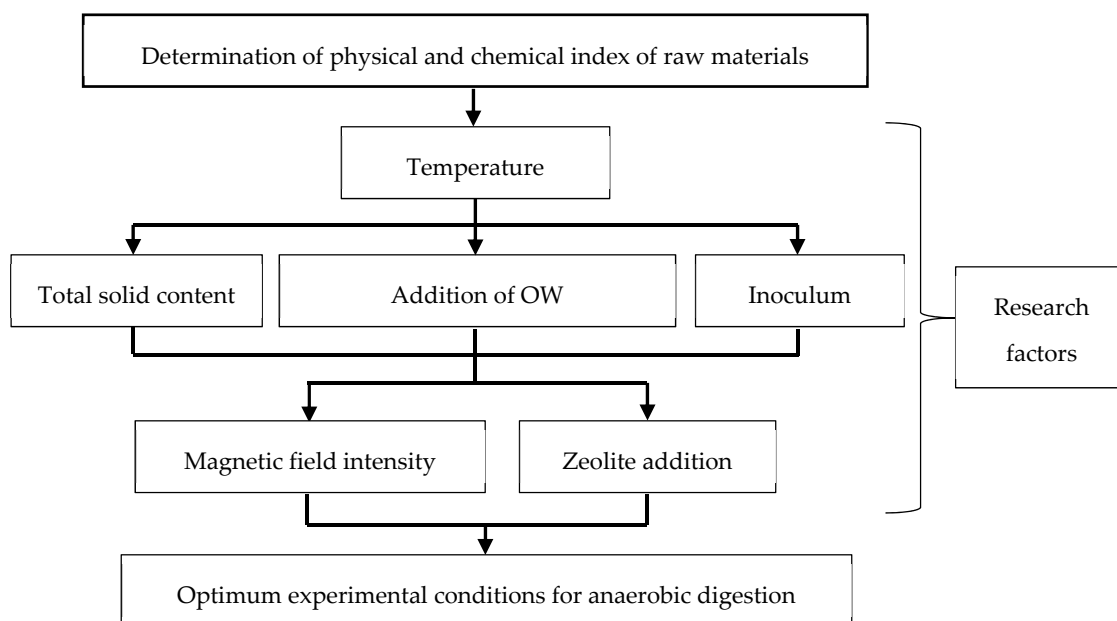 Determination of physical and chemical index of raw materials
Temperature
Total solid content
Addition of OW
Inoculum
Research
factors
Magnetic field intensity
Zeolite addition
Optimum experimental conditions for anaerobic digestion